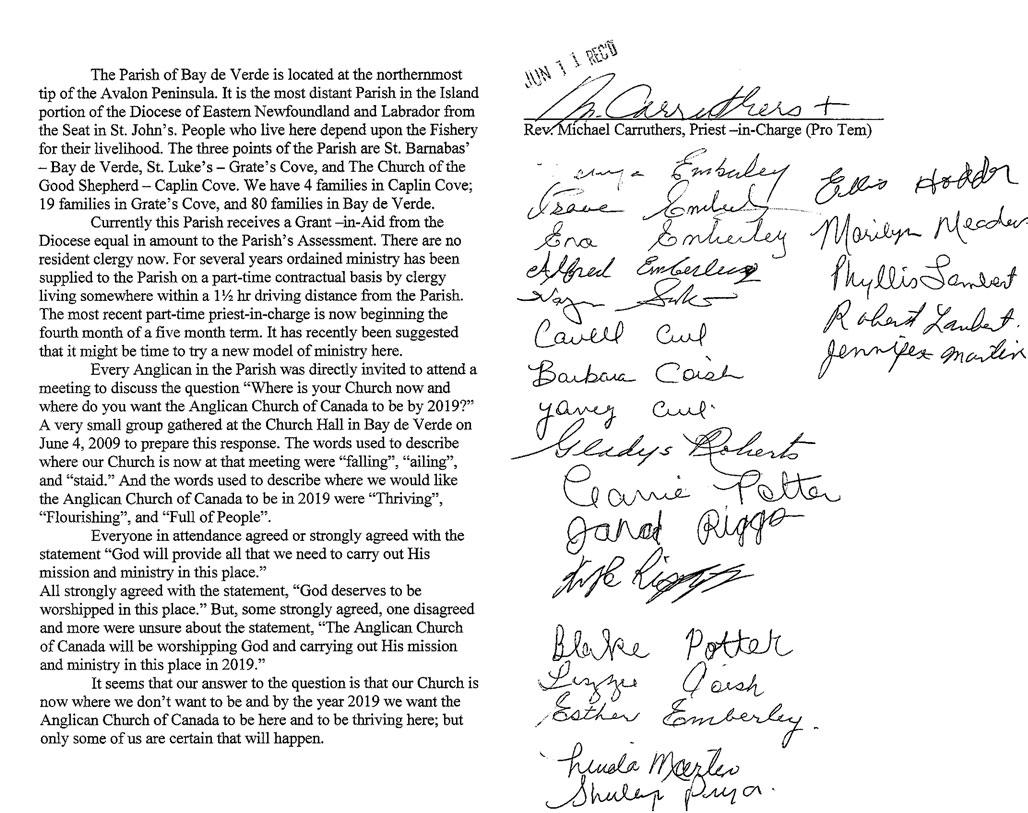 The Parish of Bay de Verde is located at the northernmost
tip of the Avalon Peninsula. It is the most distant Parish in the Island
portion of the Diocese of Eastern Newfoundland and Labrador from
the Seat in St. John's. People who live here depend upon the Fishery
for their livelihood. The three points of the Parish are St. Barnabas'
– Bay de Verde, St. Luke's – Grate's Cove, and The Church of the
Good Shepherd – Caplin Cove. We have 4 families in Caplin Cove;
19 families in Grate's Cove, and 80 families in Bay de Verde.
Currently this Parish receives a Grant –in-Aid from the
Diocese equal in amount to the Parish's Assessment. There are no
resident clergy now. For several years ordained ministry has been
supplied to the Parish on a part-time contractual basis by clergy
living somewhere within a 1½ hr driving distance from the Parish.
The most recent part-time priest-in-charge is now beginning the
fourth month of a five month term. It has recently been suggested
that it might be time to try a new model of ministry here.
Every Anglican in the Parish was directly invited to attend a
meeting to discuss the question “Where is your Church now and
where do you want the Anglican Church of Canada to be by 2019?”
A very small group gathered at the Church Hall in Bay de Verde on
June 4, 2009 to prepare this response. The words used to describe
where our Church is now at that meeting were “falling”, “ailing”,
and “staid.” And the words used to describe where we would like
the Anglican Church of Canada to be in 2019 were “Thriving”,
“Flourishing”, and “Full of People”.
Everyone in attendance agreed or strongly agreed with the
statement “God will provide all that we need to carry out His
mission and ministry in this place.”
All strongly agreed with the statement, “God deserves to be
worshipped in this place.” But, some strongly agreed, one disagreed
and more were unsure about the statement, “The Anglican Church
of Canada will be worshipping God and carrying out His mission
and ministry in this place in 2019.”
It seems that our answer to the question is that our Church is
now where we don't want to be and by the year 2019 we want the
Anglican Church of Canada to be here and to be thriving here; but
only some of us are certain that will happen.
JUN 11 REC'D
M. Carruthers +
Rev. Michael Carruthers, Priest –in-Charge (Pro Tem)
Emberley
Ena Emberley
Alfred Emberley
Cavell Curl
Barbara Coish
Curl
Gladys Roberts
Clarrie Potter
Janet Riggs
Riggs
Blake Potter
Lizzie Coish
Esther Emberley.
Linda Martin
Shirley Pryor.
Ellis Hodder
Marilyn
Phyllis Lambert
Robert Lambert.
Jennifer Martin